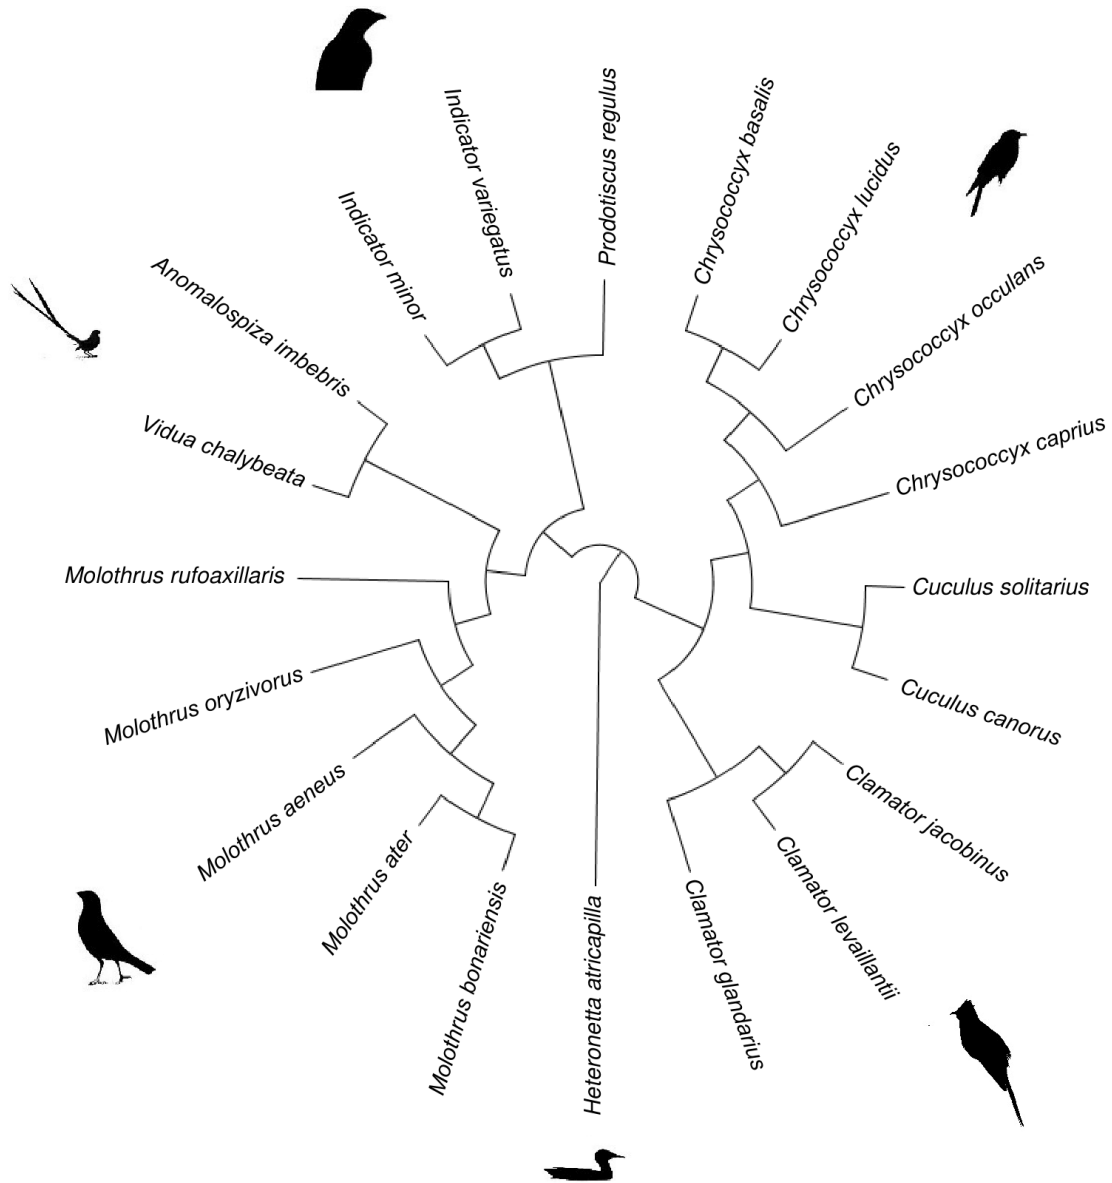 Prodotiscus regulus
Chrysococcyx basalis
Chrysococcyx lucidus
Chrysococcyx occulans
Chrysococcyx caprius
Cuculus solitarius
Cuculus canorus
Clamator jacobinus
Clamator levaillantii
Clamator glandarius
Heteronetta atricapilla
Molothrus bonariensis
Molothrus ater
Molothrus aeneus
Molothrus oryzivorus
Molothrus rufoaxillaris
Vidua chalybeata
Anomalospiza imbebris
Indicator minor
Indicator variegatus